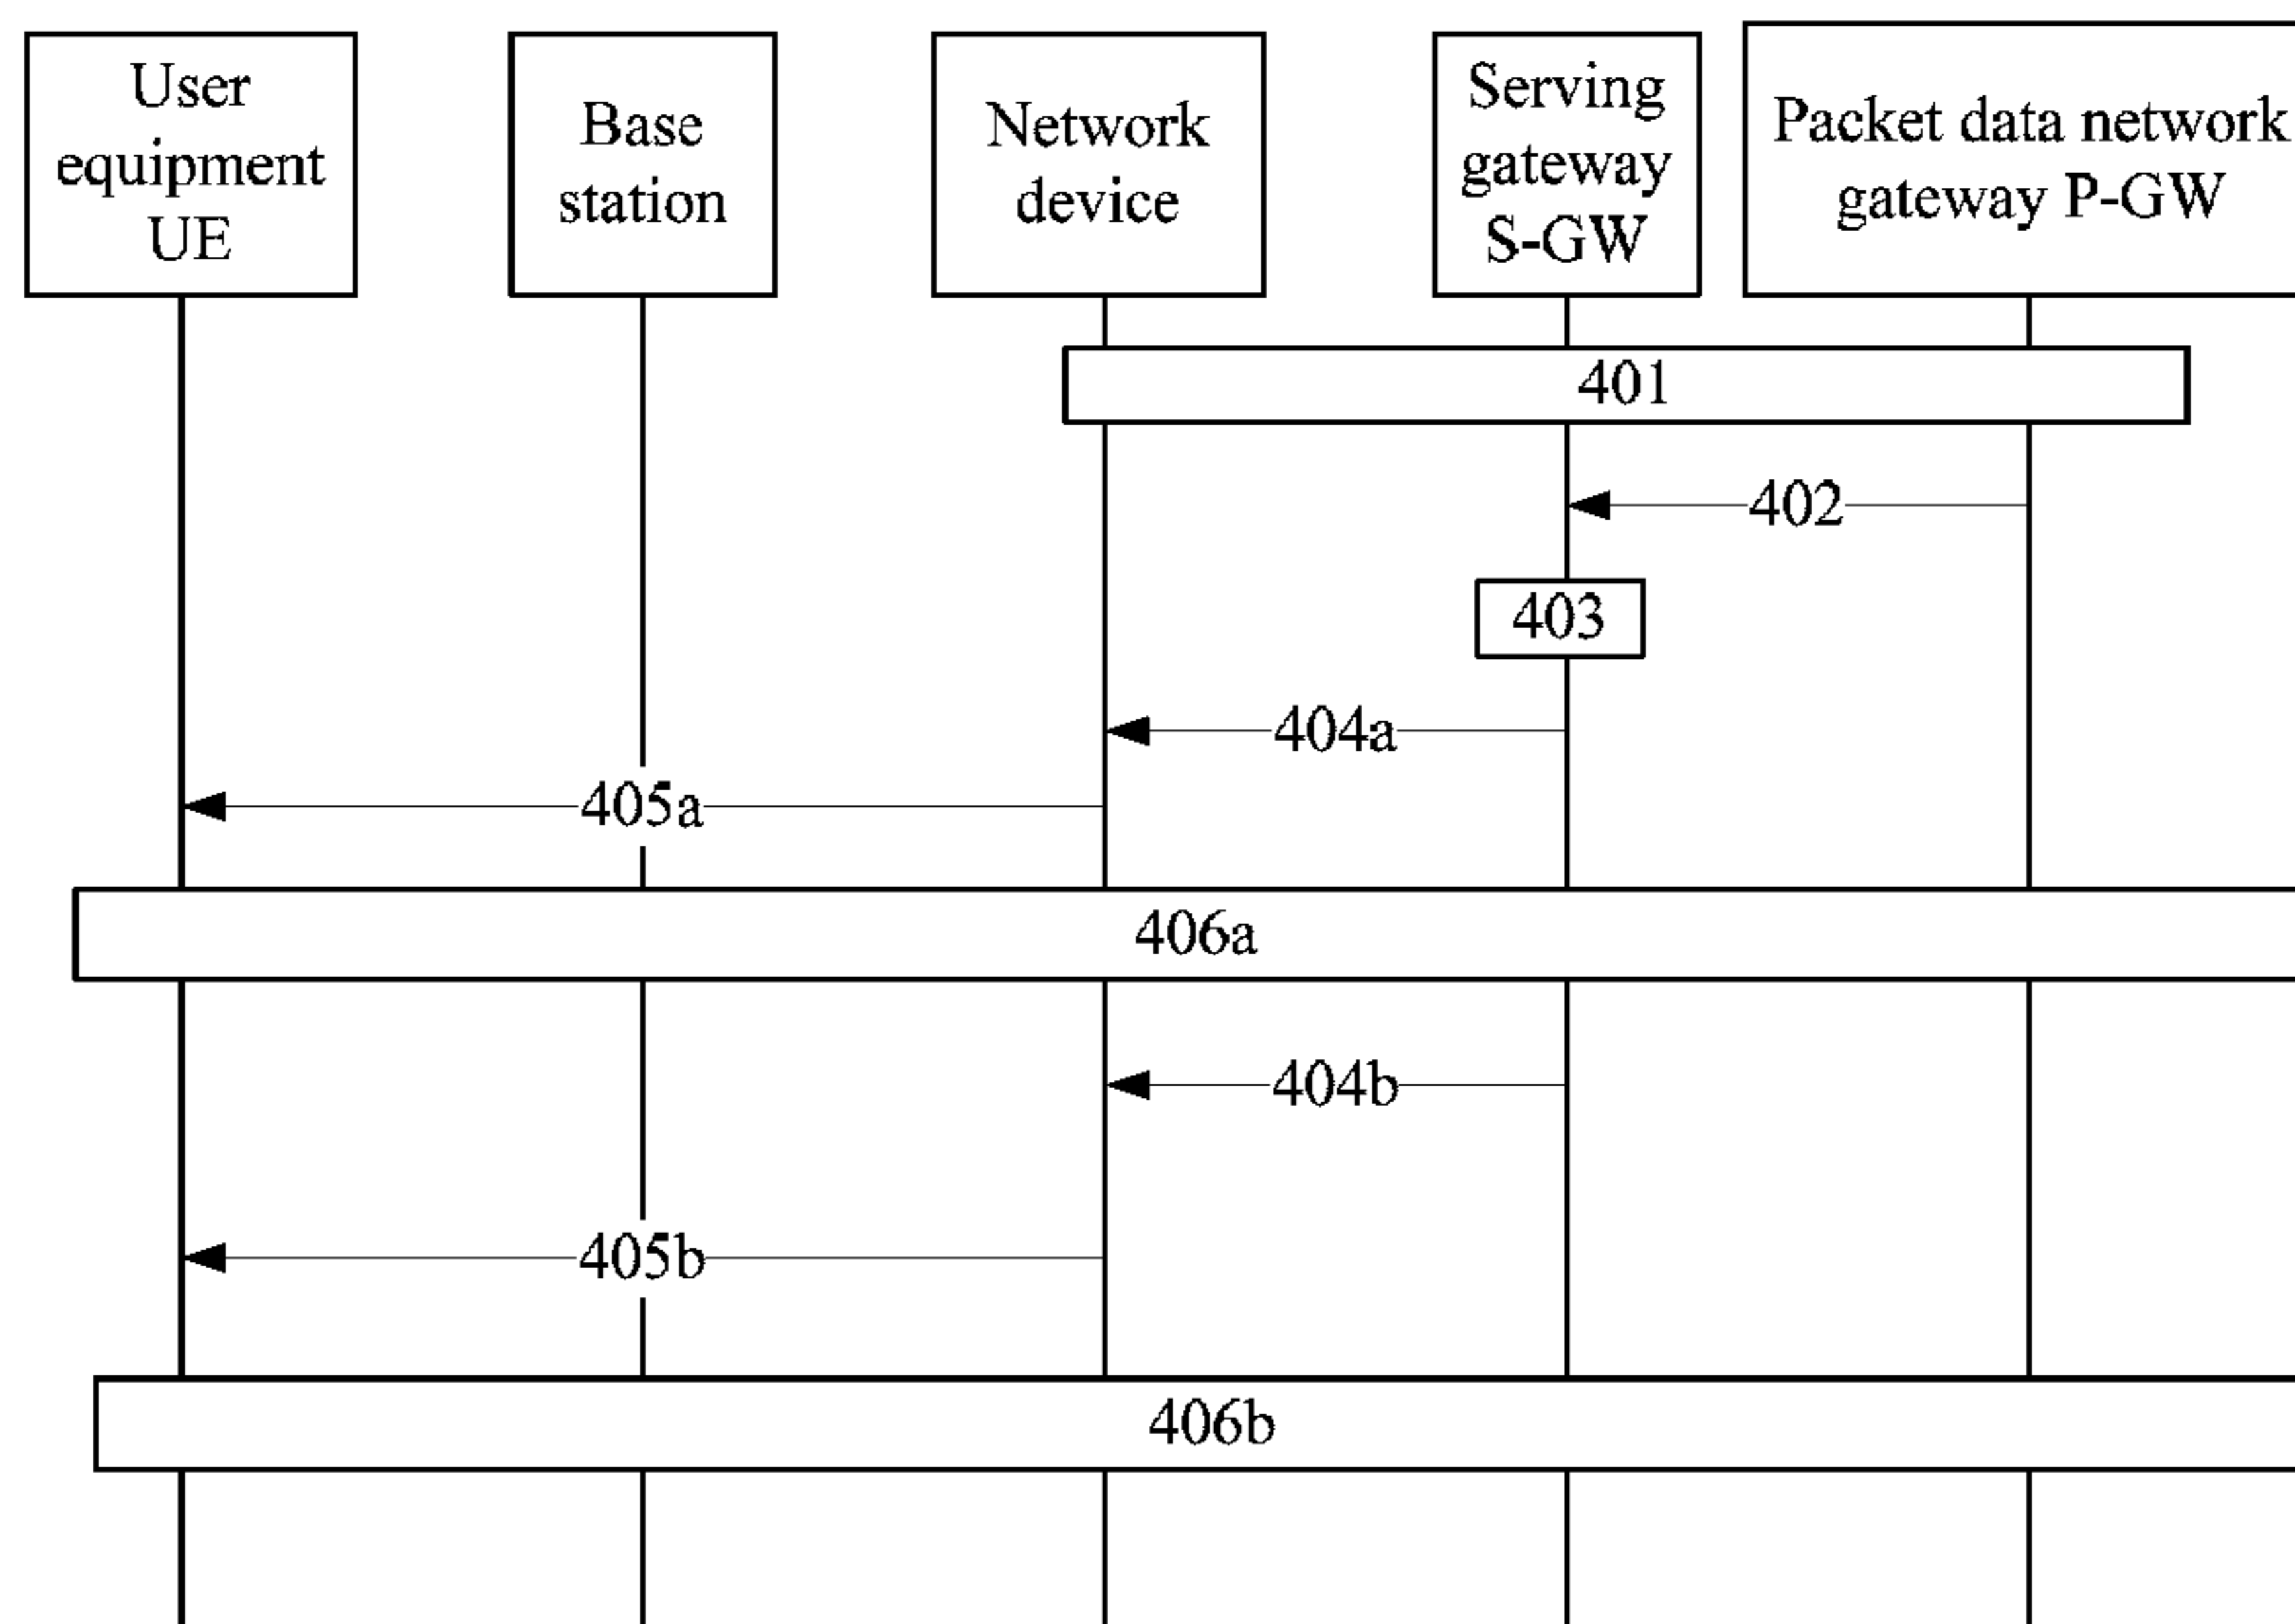 User
equipment
UE
Base
station
Network
device
Serving
gateway
S-GW
Packet data network
gateway P-GW
401
402
403
404a
405a
406a
404b
405b
406b